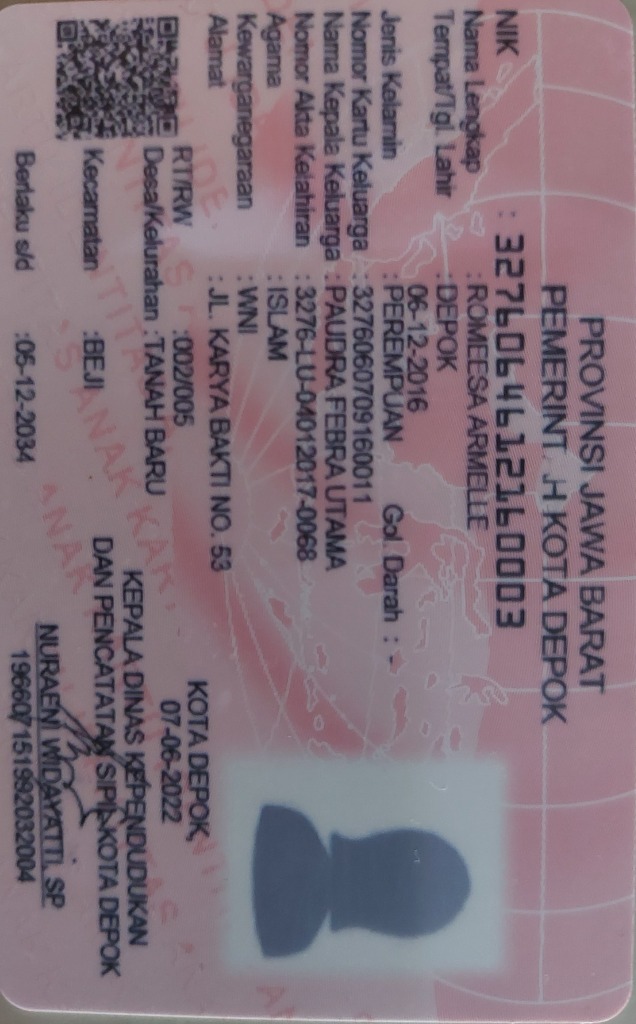 PROVINSI JAWA BARAT
PEMERINT H KOTA DEPOK
NIK : 3276064612160003
Nama Lengkap : ROMEESA ARMELLE
Tempat/Tgl. Lahir : DEPOK
06-12-2016
Jenis Kelamin : PEREMPUAN Gol. Darah : -
Nomor Kartu Keluarga : 3276060709160011
Nama Kepala Keluarga : PAUDRA FEBRA UTAMA
Nomor Akta Kelahiran : 3276-LU-04012017-0068
Agama : ISLAM
Kewarganegaraan : WNI
Alamat : JL. KARYA BAKTI NO. 53
RT/RW : 002/005
Desa/Kelurahan : TANAH BARU
Kecamatan : BEJI
Berlaku s/d : 06-12-2034
KOTA DEPOK,
07-06-2022
KEPALA DINAS KEPENDUDUKAN
DAN PENCATATAN SIPIL KOTA DEPOK
NURAENI WIDAYATTI, SP
196607151992032004